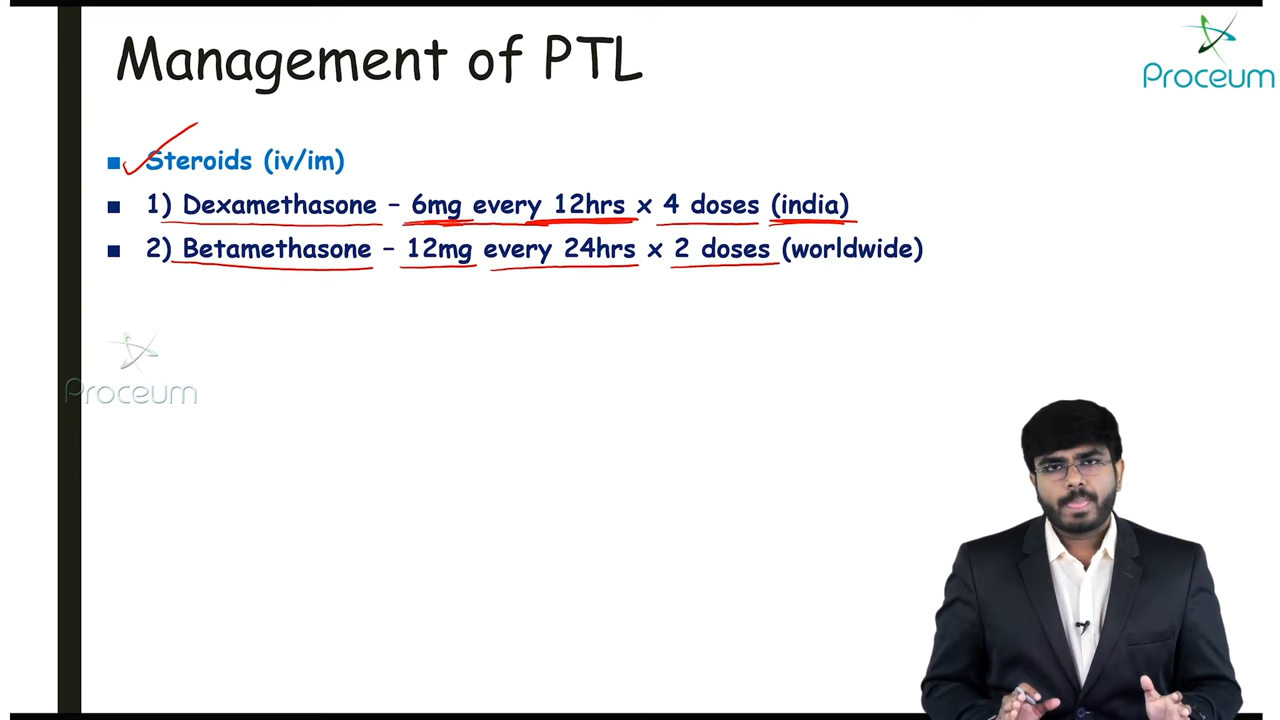 Management of PTL
Proceum
Steroids (iv/im)
1) Dexamethasone – 6mg every 12hrs x 4 doses (india)
2) Betamethasone – 12mg every 24hrs x 2 doses (worldwide)
Proceum